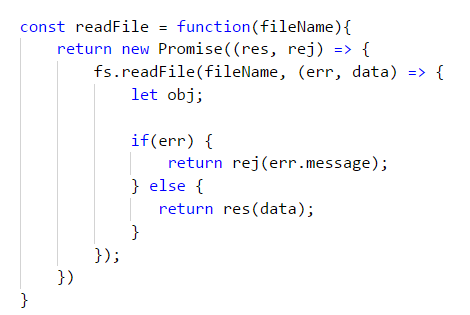 const readFile = function(fileName){
    return new Promise((res, rej) => {
        fs.readFile(fileName, (err, data) => {
            let obj;

            if(err) {
                return rej(err.message);
            } else {
               return res(data);
            }
        });
    })
}